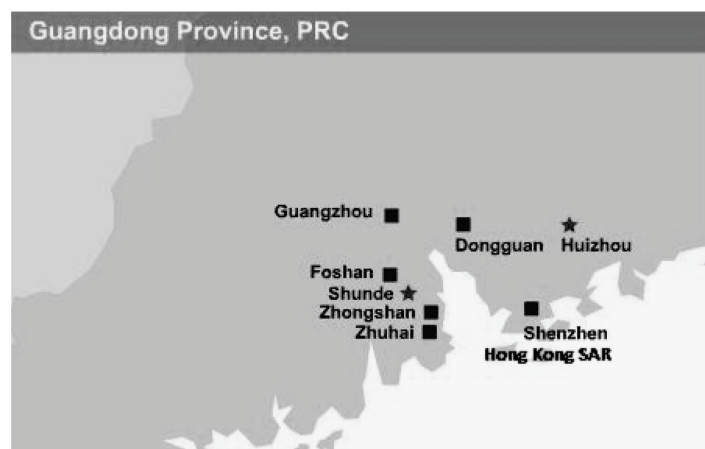 Guangdong Province, PRC
Guangzhou
Dongguan
Huizhou
Foshan
Shunde
Zhongshan
Zhuhai
Shenzhen
Hong Kong SAR